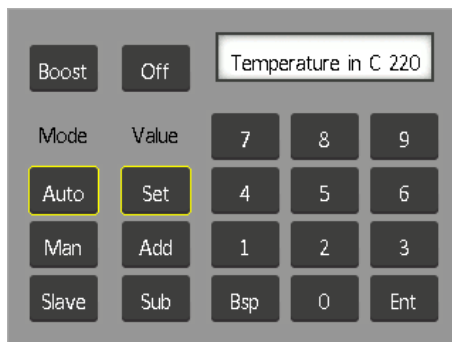 Boost Off Temperature in C 220
Mode Value 7 8 9
Auto Set 4 5 6
Man Add 1 2 3
Slave Sub Bsp 0 Ent